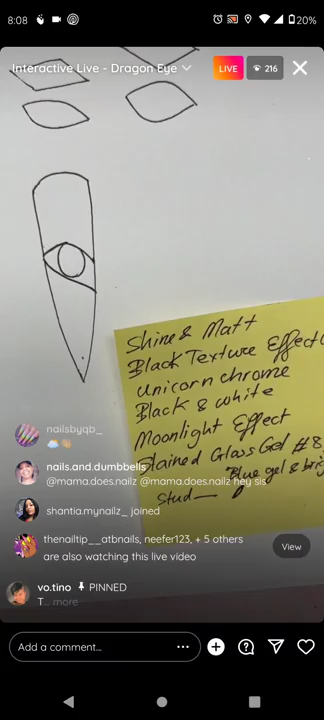 8:08
20%
Interactive Live - Dragon Eye
LIVE
216
Shine & Matt
Black Texture Effect
Unicorn chrome
Black & white
Moonlight Effect
Stained Glass Gel #8
Blue gel & bri
Stud
nailsbyqb_
nails.and.dumbbells
@mama.does.nailz @mama.does.nailz hey sis
shantia.mynailz_ joined
thenailtip__atbnails, neefer123, + 5 others
are also watching this live video
View
vo.tino PINNED
T... more
Add a comment...